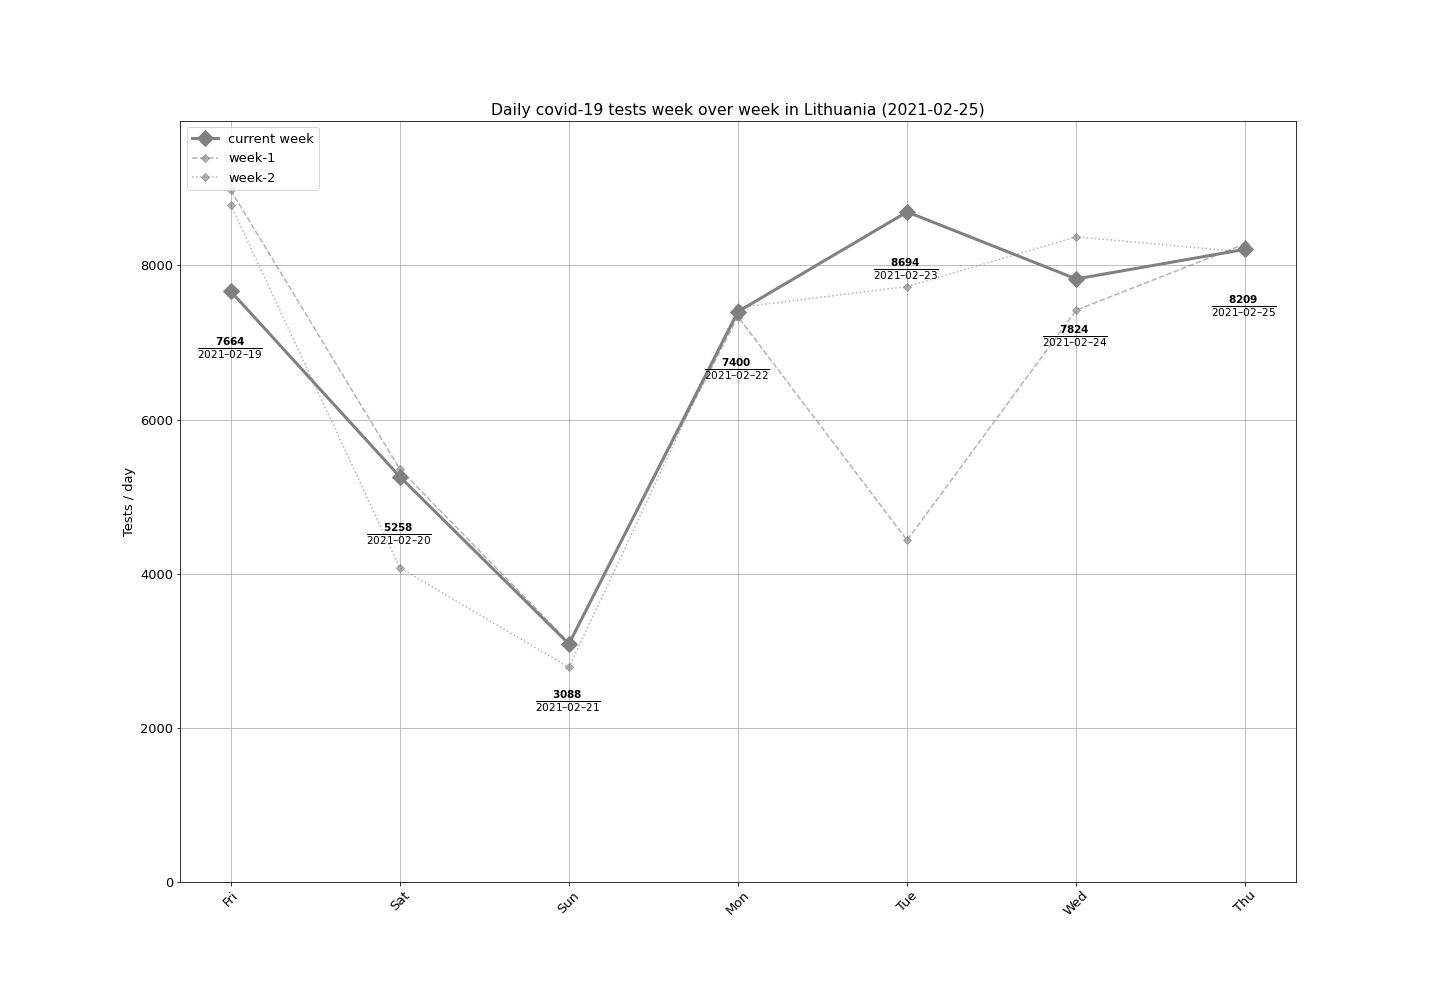 Daily covid-19 tests week over week in Lithuania (2021-02-25)
current week
week-1
week-2
Tests / day
8000
6000
4000
2000
0
7664
2021–02–19
5258
2021–02–20
3088
2021–02–21
7400
2021–02–22
8694
2021–02–23
7824
2021–02–24
8209
2021–02–25
Fri
Sat
Sun
Mon
Tue
Wed
Thu